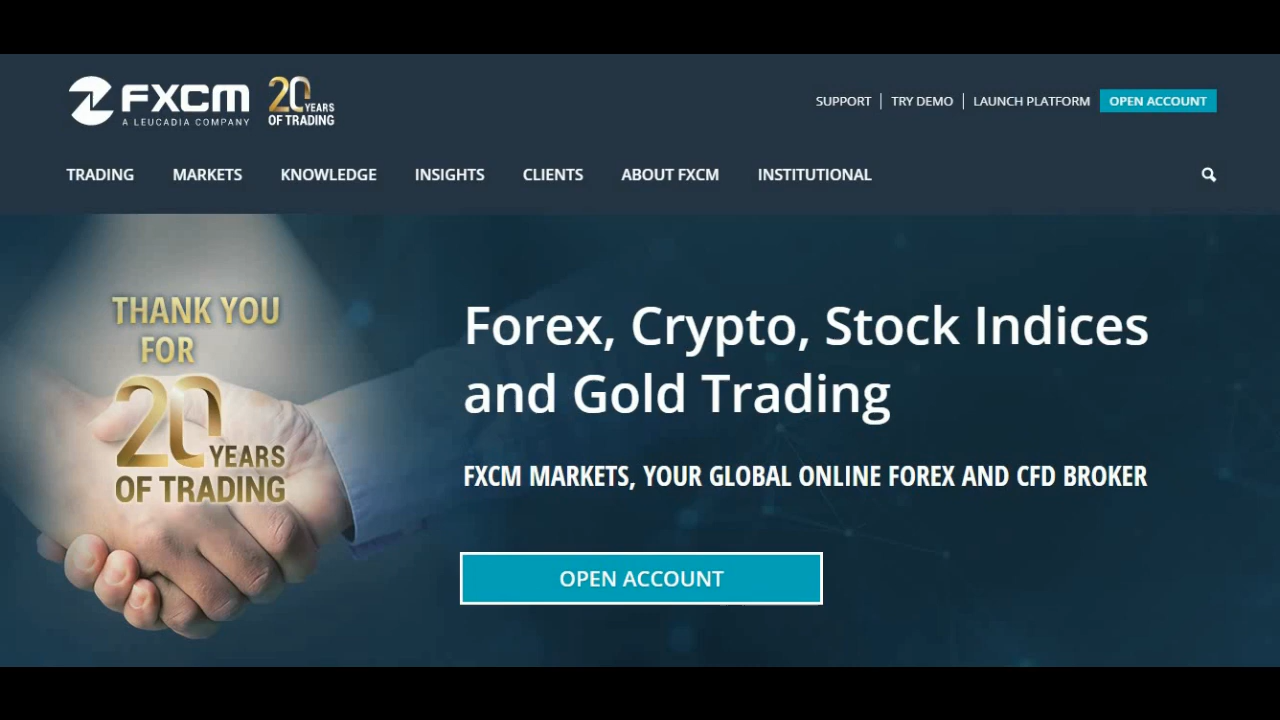 FXCM
A LEUCADIA COMPANY
20 YEARS
OF TRADING
SUPPORT | TRY DEMO | LAUNCH PLATFORM OPEN ACCOUNT
TRADING MARKETS KNOWLEDGE INSIGHTS CLIENTS ABOUT FXCM INSTITUTIONAL
THANK YOU
FOR
20 YEARS
OF TRADING
Forex, Crypto, Stock Indices
and Gold Trading
FXCM MARKETS, YOUR GLOBAL ONLINE FOREX AND CFD BROKER
OPEN ACCOUNT